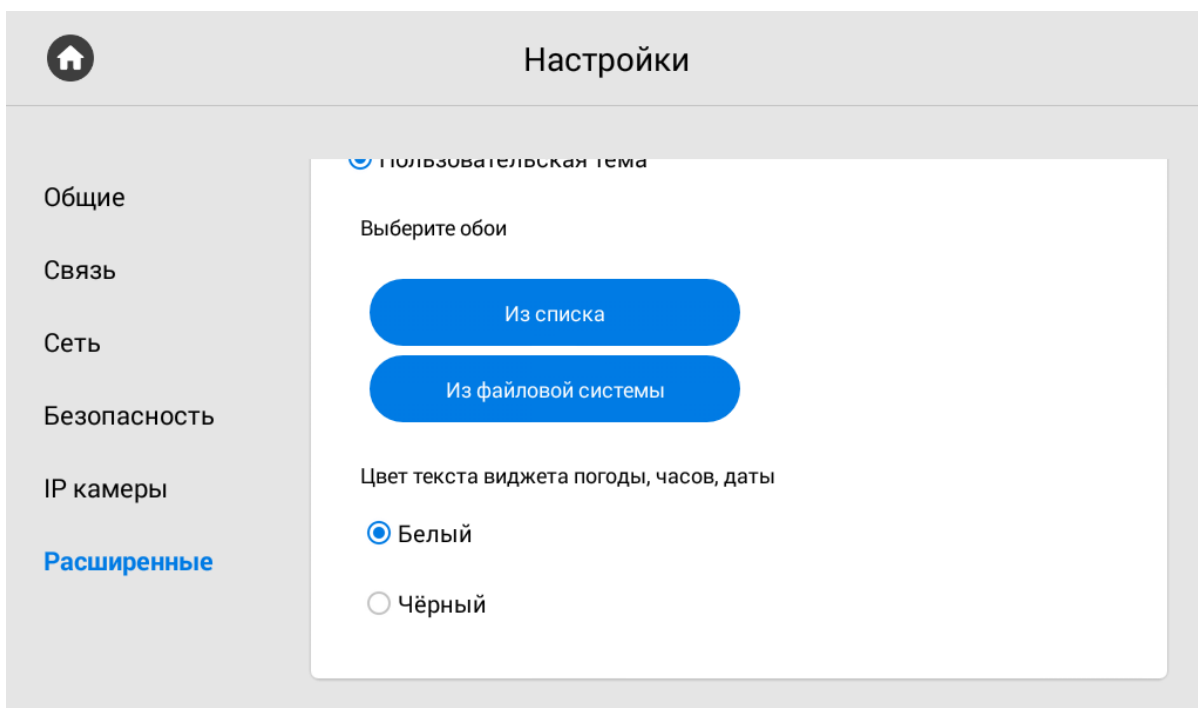 Настройки
Общие
Связь
Сеть
Безопасность
IP камеры
Расширенные
Пользовательская тема
Выберите обои
Из списка
Из файловой системы
Цвет текста виджета погоды, часов, даты
Белый
Чёрный